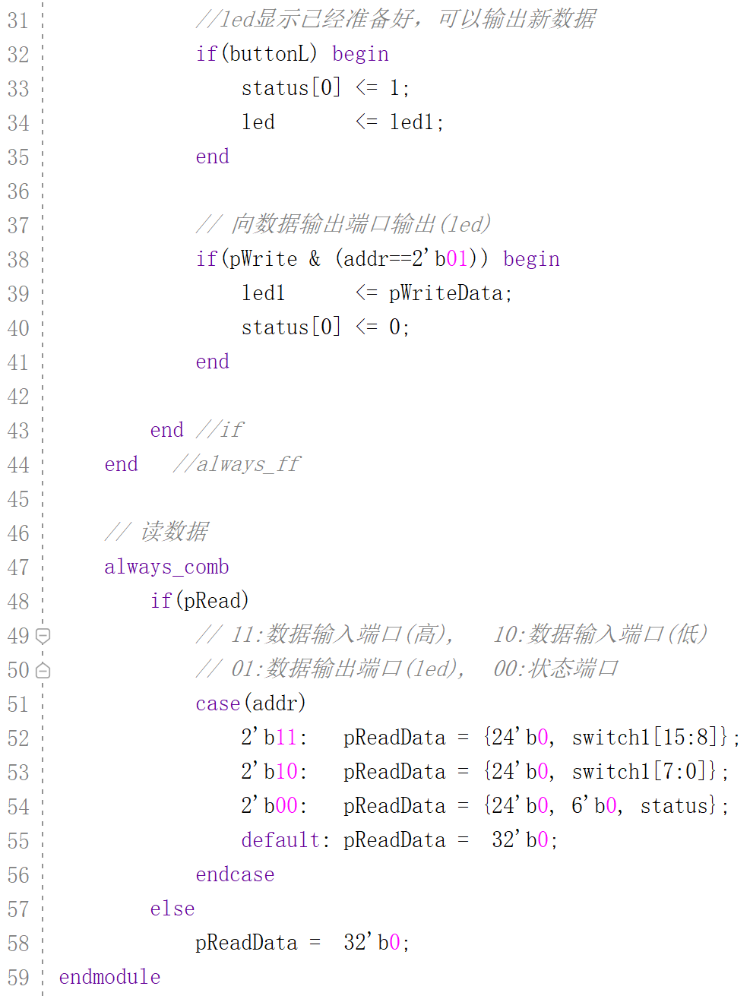 31 //led显示已经准备好，可以输出新数据
32 if(buttonL) begin
33 status[0] <= 1;
34 led <= led1;
35 end
36
37 // 向数据输出端口输出(led)
38 if(pWrite & (addr==2'b01)) begin
39 led1 <= pWriteData;
40 status[0] <= 0;
41 end
42
43 end //if
44 end //always_ff
45
46 // 读数据
47 always_comb
48 if(pRead)
49 // 11:数据输入端口(高), 10:数据输入端口(低)
50 // 01:数据输出端口(led), 00:状态端口
51 case(addr)
52 2'b11: pReadData = {24'b0, switch1[15:8]};
53 2'b10: pReadData = {24'b0, switch1[7:0]};
54 2'b00: pReadData = {24'b0, 6'b0, status};
55 default: pReadData = 32'b0;
56 endcase
57 else
58 pReadData = 32'b0;
59 endmodule